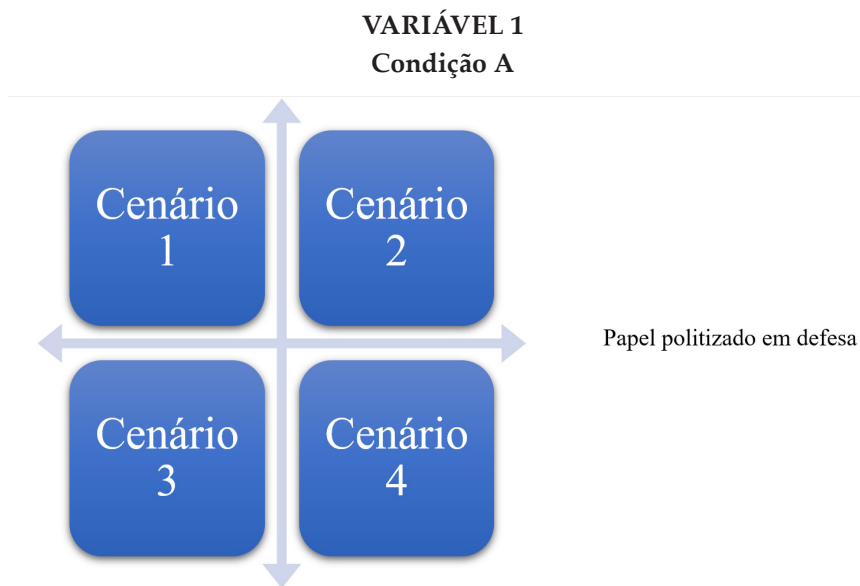 VARIÁVEL 1
Condição A
Cenário
1
Cenário
2
Papel politizado em defesa
Cenário
3
Cenário
4